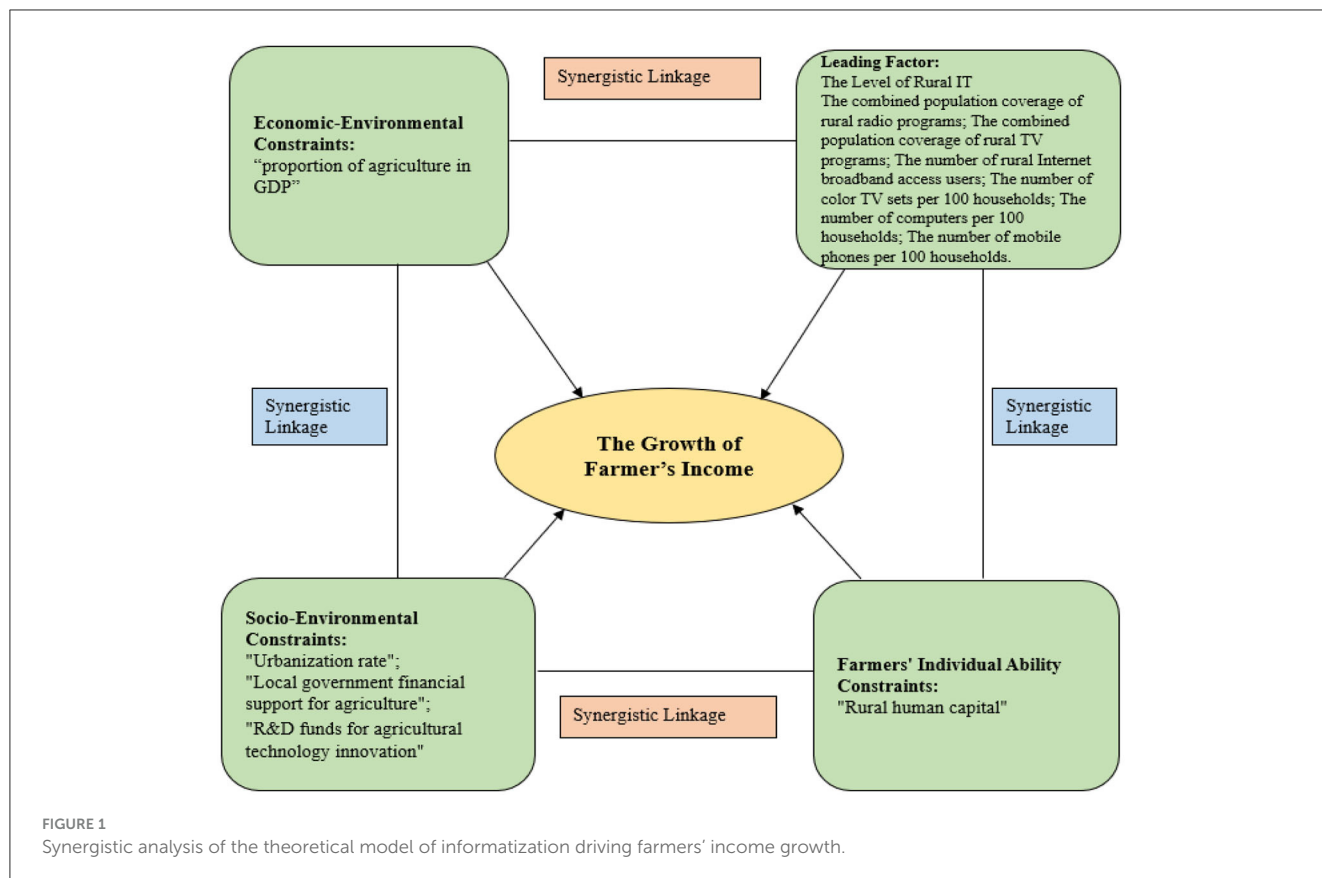 Synergistic Linkage
Economic-Environmental
Constraints:
“proportion of agriculture in
GDP”
Leading Factor:
The Level of Rural IT
The combined population coverage of
rural radio programs; The combined
population coverage of rural TV
programs; The number of rural Internet
broadband access users; The number of
color TV sets per 100 households; The
number of computers per 100
households; The number of mobile
phones per 100 households.
Synergistic
Linkage
The Growth of
Farmer’s Income
Synergistic
Linkage
Socio-Environmental
Constraints:
"Urbanization rate";
"Local government financial
support for agriculture";
"R&D funds for agricultural
technology innovation"
Synergistic Linkage
Farmers' Individual Ability
Constraints:
"Rural human capital"
FIGURE 1
Synergistic analysis of the theoretical model of informatization driving farmers’ income growth.